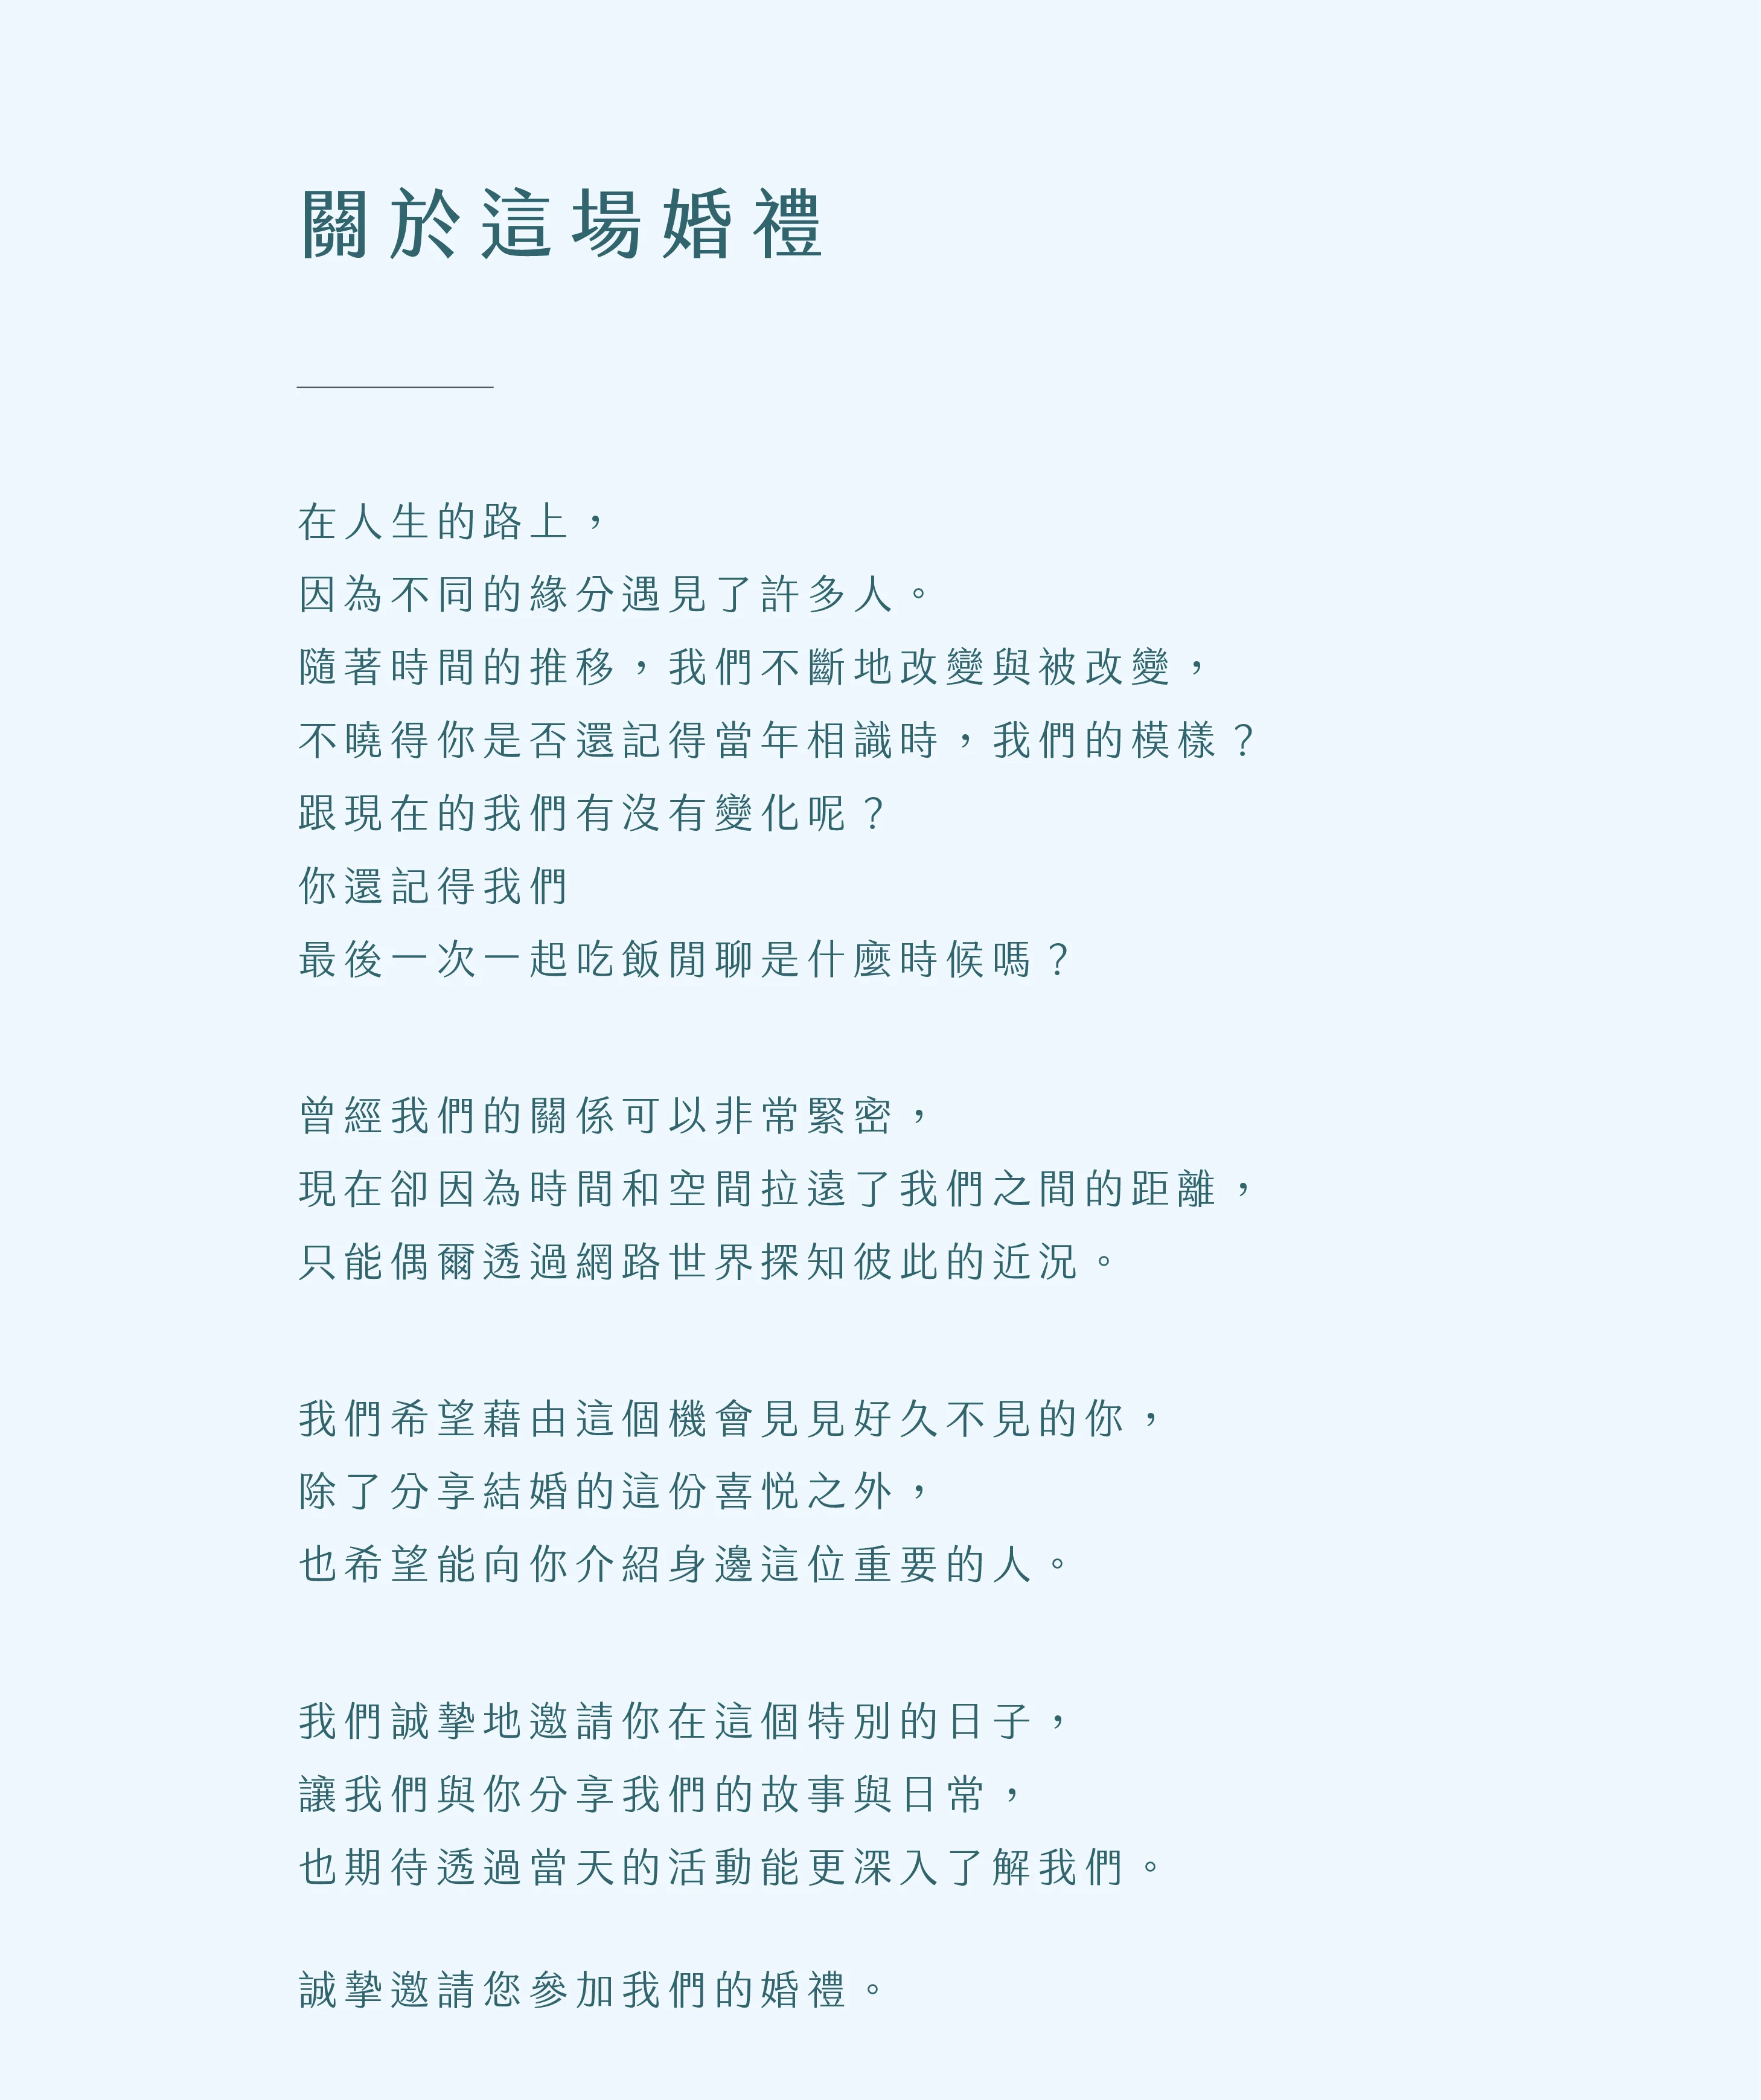 關於這場婚禮
在人生的路上，
因為不同的緣分遇見了許多人。
隨著時間的推移，我們不斷地改變與被改變，
不曉得你是否還記得當年相識時，我們的模樣？
跟現在的我們有沒有變化呢？
你還記得我們
最後一次一起吃飯閒聊是什麼時候嗎？
曾經我們的關係可以非常緊密，
現在卻因為時間和空間拉遠了我們之間的距離，
只能偶爾透過網路世界探知彼此的近況。
我們希望藉由這個機會見見好久不見的你，
除了分享結婚的這份喜悅之外，
也希望能向你介紹身邊這位重要的人。
我們誠摯地邀請你在這個特別的日子，
讓我們與你分享我們的故事與日常，
也期待透過當天的活動能更深入了解我們。
誠摯邀請您參加我們的婚禮。